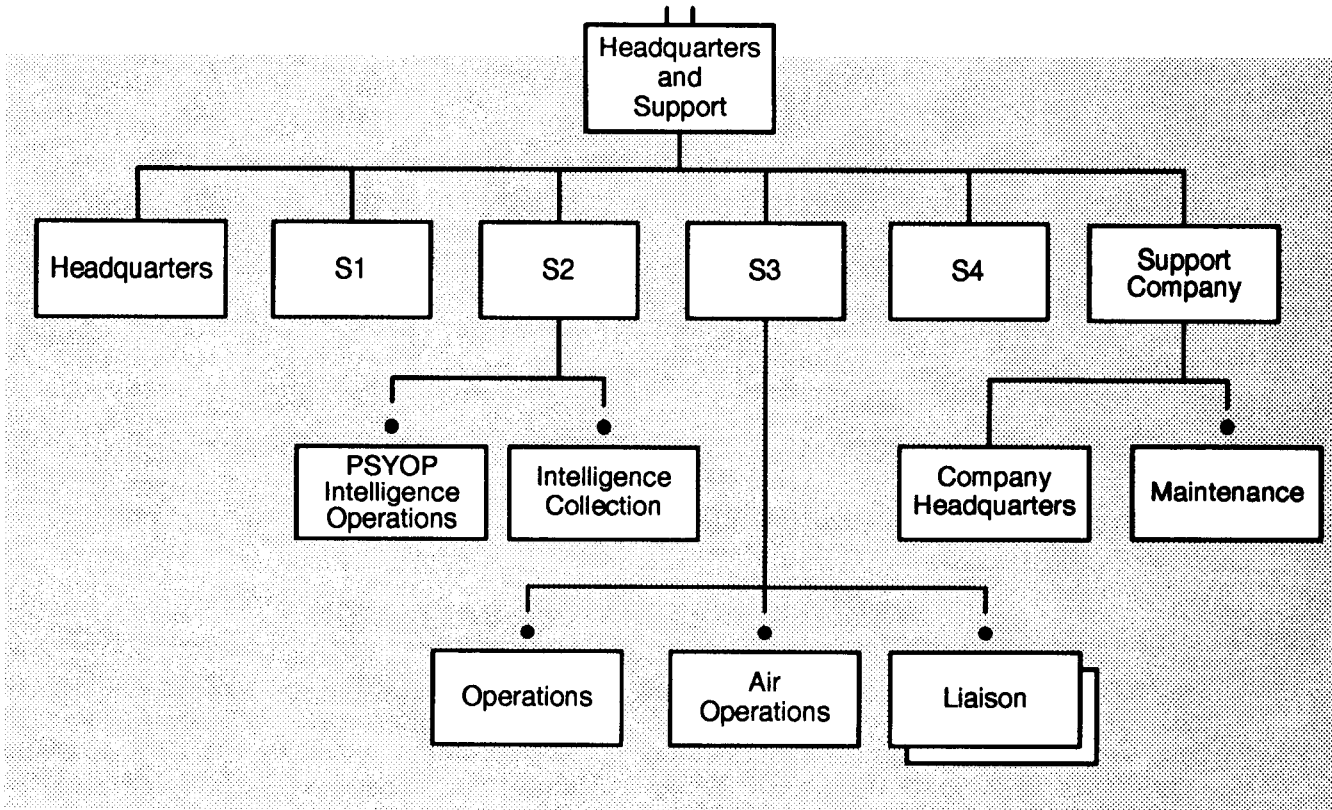 Headquarters
and
Support
Headquarters
S1
S2
S3
S4
Support
Company
PSYOP
Intelligence
Operations
Intelligence
Collection
Company
Headquarters
Maintenance
Operations
Air
Operations
Liaison